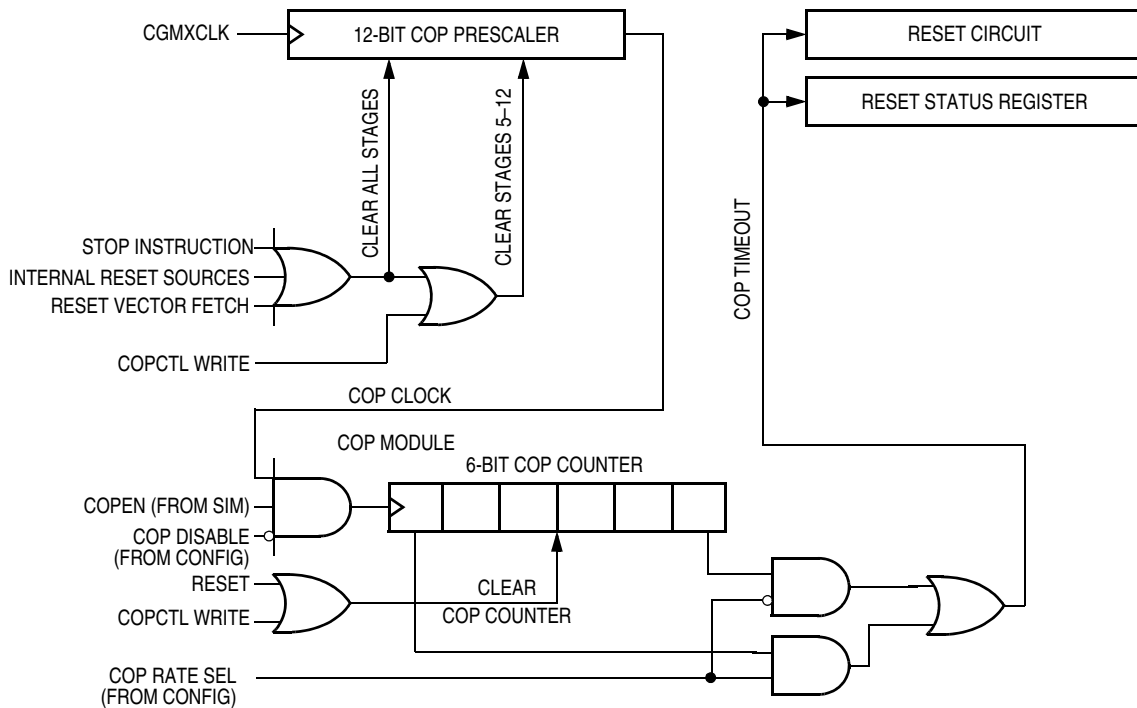 CGMXCLK
12-BIT COP PRESCALER
RESET CIRCUIT
RESET STATUS REGISTER
CLEAR ALL STAGES
CLEAR STAGES 5–12
COP TIMEOUT
STOP INSTRUCTION
INTERNAL RESET SOURCES
RESET VECTOR FETCH
COPCTL WRITE
COP CLOCK
COP MODULE
6-BIT COP COUNTER
COPEN (FROM SIM)
COP DISABLE
(FROM CONFIG)
RESET
COPCTL WRITE
CLEAR
COP COUNTER
COP RATE SEL
(FROM CONFIG)